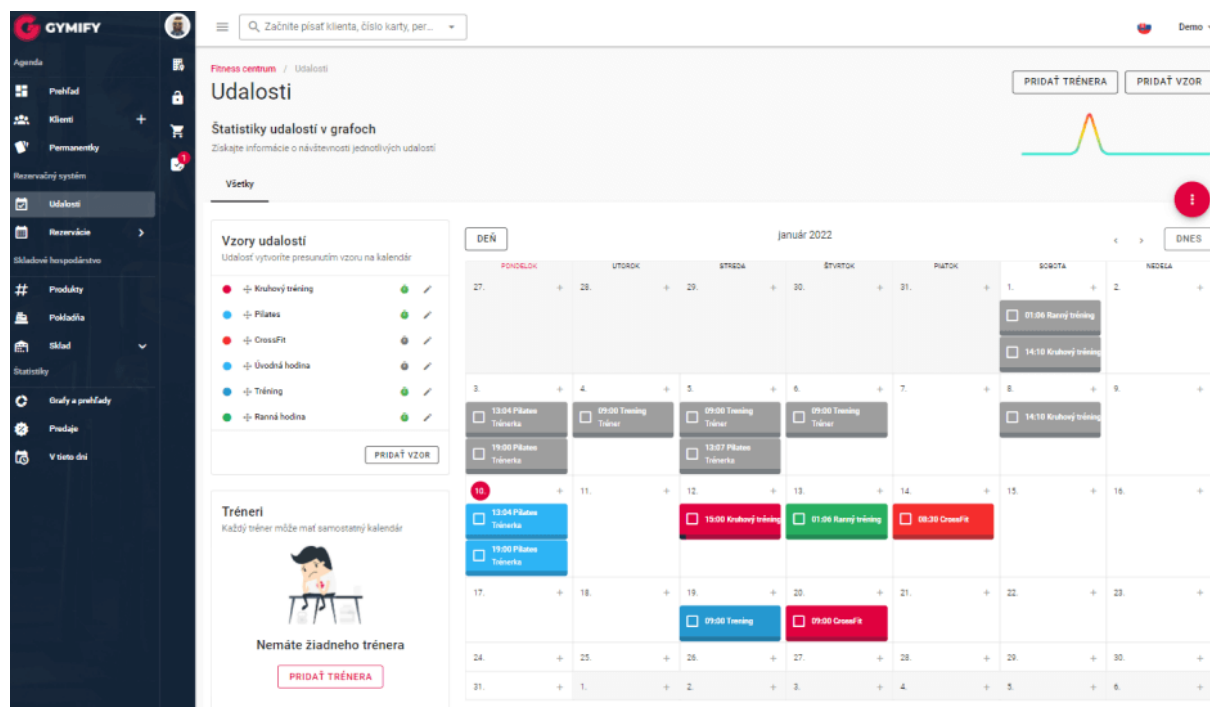 GYMIFY
Začnite písať klienta, číslo karty, per...
Demo
Agenda
Prehľad
Klienti
Permanentky
Rezervačný systém
Udalosti
Rezervácie
Skladové hospodárstvo
Produkty
Pokladňa
Sklad
Štatistiky
Grafy a prehľady
Predaje
V tieto dni
1
Fitness centrum / Udalosti
Udalosti
PRIDAŤ TRÉNERA
PRIDAŤ VZOR
Štatistiky udalostí v grafoch
Získajte informácie o návštevnosti jednotlivých udalostí
Všetky
Vzory udalostí
Udalosť vytvoríte presunutím vzoru na kalendár
Kruhový tréning
Pilates
CrossFit
Úvodná hodina
Tréning
Ranná hodina
PRIDAŤ VZOR
Tréneri
Každý tréner môže mať samostatný kalendár
Nemáte žiadneho trénera
PRIDAŤ TRÉNERA
DEŇ
január 2022
DNES
PONDELOK UTOROK STREDA ŠTVRTOK PIATOK SOBOTA NEDEĽA
27. 28. 29. 30. 31. 1. 2.
01:06 Ranný tréning
14:10 Kruhový tréning
3. 4. 5. 6. 7. 8. 9.
13:04 Pilates
Trénerka
09:00 Trening
Tréner
09:00 Trening
Tréner
09:00 Trening
Tréner
14:10 Kruhový tréning
19:00 Pilates
Trénerka
13:07 Pilates
Trénerka
10. 11. 12. 13. 14. 15. 16.
13:04 Pilates
Trénerka
15:00 Kruhový tréning
01:06 Ranný tréning
08:30 CrossFit
19:00 Pilates
Trénerka
17. 18. 19. 20. 21. 22. 23.
09:00 Trening
09:00 CrossFit
24. 25. 26. 27. 28. 29. 30.
31. 1. 2. 3. 4. 5. 6.